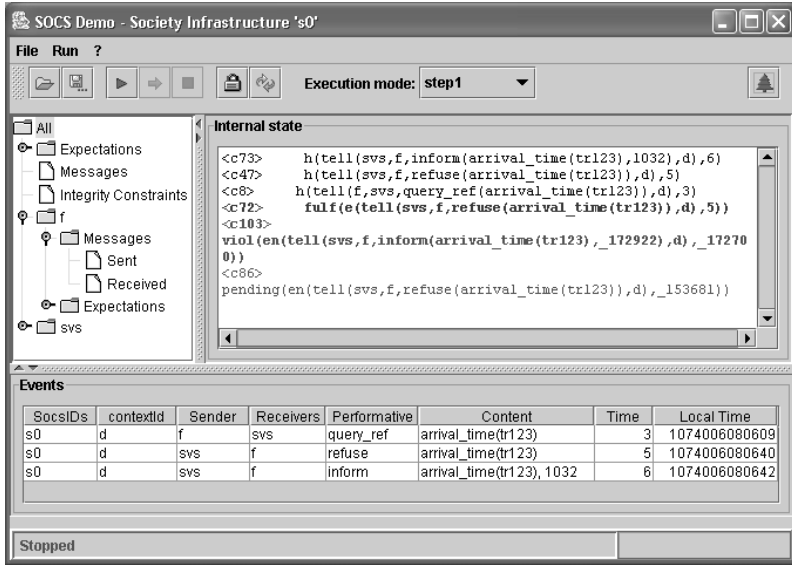 SOCS Demo - Society Infrastructure 's0'
File Run ?
Execution mode: step1
All
Expectations
Messages
Integrity Constraints
f
Messages
Sent
Received
Expectations
svs
Internal state
<c73> h(tell(svs,f,inform(arrival_time(tr123),1032),d),6)
<c47> h(tell(svs,f,refuse(arrival_time(tr123)),d),5)
<c8> h(tell(f,svs,query_ref(arrival_time(tr123)),d),3)
<c72> fulf(e(tell(svs,f,refuse(arrival_time(tr123)),d),5))
<c103>
viol(en(tell(svs,f,inform(arrival_time(tr123),_172922),d),_17270
0))
<c86>
pending(en(tell(svs,f,refuse(arrival_time(tr123)),d),_153681))
Events
SocsIDs contextId Sender Receivers Performative Content Time Local Time
s0 d f svs query_ref arrival_time(tr123) 3 1074006080609
s0 d svs f refuse arrival_time(tr123) 5 1074006080640
s0 d svs f inform arrival_time(tr123), 1032 6 1074006080642
Stopped